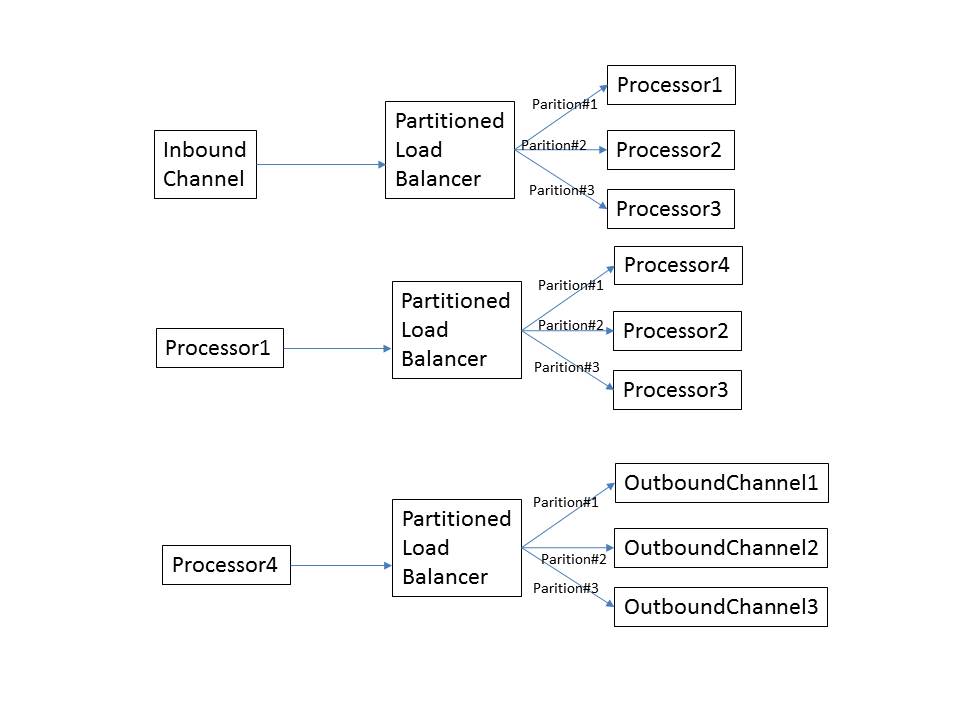 Inbound
Channel
Partitioned
Load
Balancer
Parition#1
Parition#2
Parition#3
Processor1
Processor2
Processor3
Processor1
Partitioned
Load
Balancer
Parition#1
Parition#2
Parition#3
Processor4
Processor2
Processor3
Processor4
Partitioned
Load
Balancer
Parition#1
Parition#2
Parition#3
OutboundChannel1
OutboundChannel2
OutboundChannel3